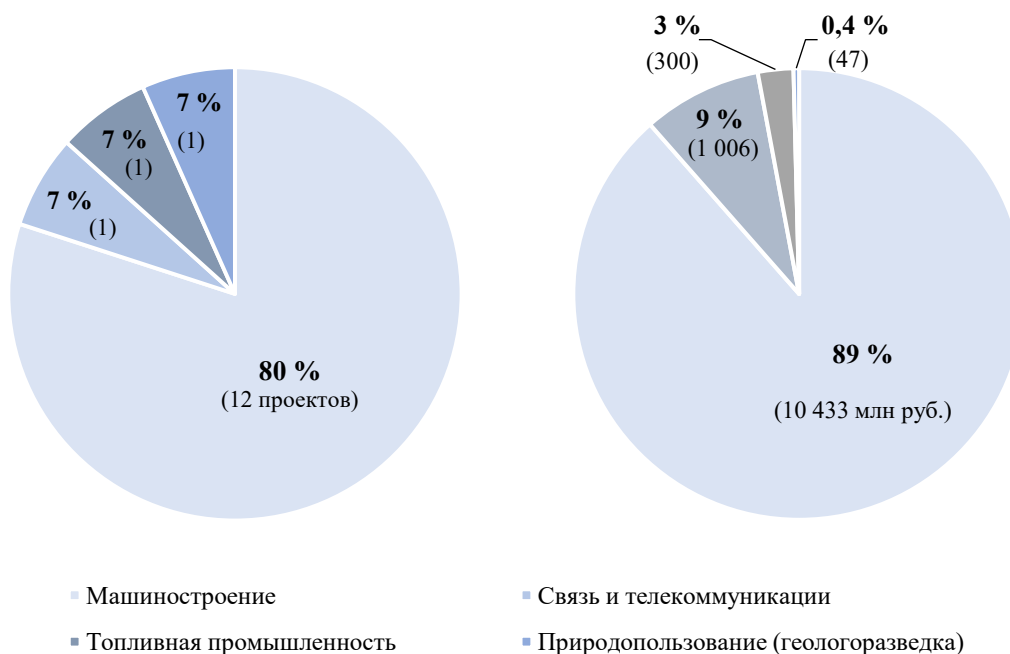 3 %
(300)
0,4 %
(47)
7 %
(1)
7 %
(1)
7 %
(1)
80 %
(12 проектов)
9 %
(1 006)
89 %
(10 433 млн руб.)
Машиностроение
Связь и телекоммуникации
Топливная промышленность
Природопользование (геологоразведка)